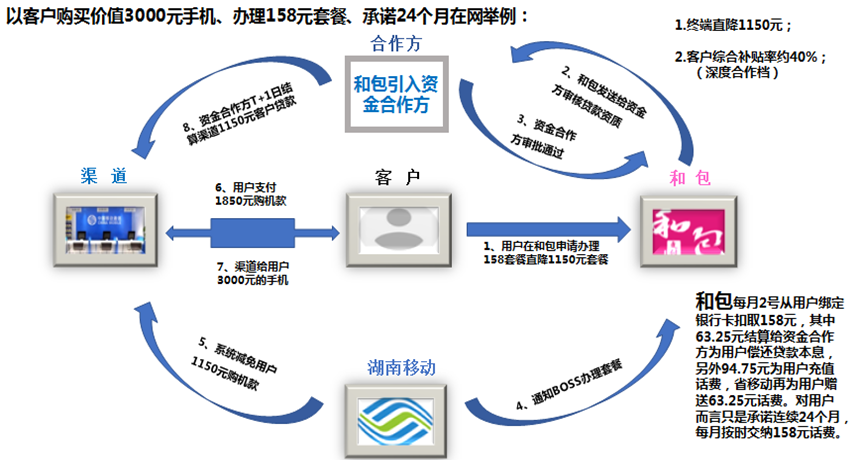 以客户购买价值3000元手机、办理158元套餐、承诺24个月在网举例：
1.终端直降1150元；
2.客户综合补贴率约40%；
（深度合作档）
合作方
和包引入资
金合作方
8、资金合作方T+1日结
算渠道1150元客户贷款
2、和包发送给资金
方审核贷款资质
3、资金合作
方审批通过
渠 道
客 户
和 包
6、用户支付
1850元购机款
7、渠道给用户
3000元的手机
1、用户在和包申请办理
158套餐直降1150元套餐
和包
5、系统减免用户
1150元购机款
湖南移动
4、通知BOSS办理套餐
和包每月2号从用户绑定
银行卡扣取158元，其中
63.25元结算给资金合作
方为用户偿还贷款本息，
另外94.75元为用户充值
话费，省移动再为用户赠
送63.25元话费。对用户
而言只是承诺连续24个月，
每月按时交纳158元话费。